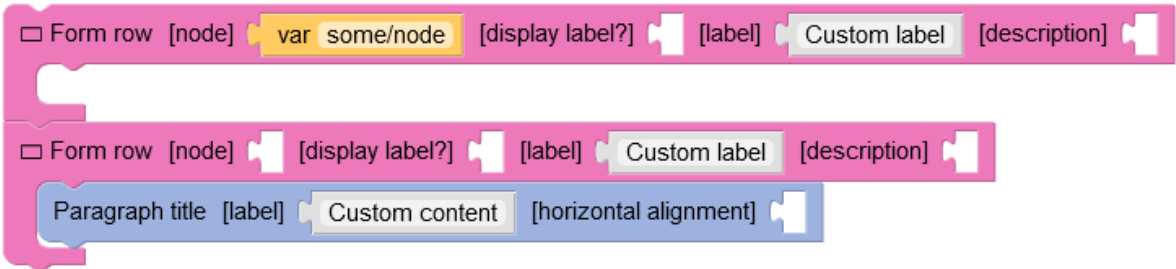 Form row [node] var some/node [display label?] [label] Custom label [description]
Form row [node] [display label?] [label] Custom label [description]
Paragraph title [label] Custom content [horizontal alignment]